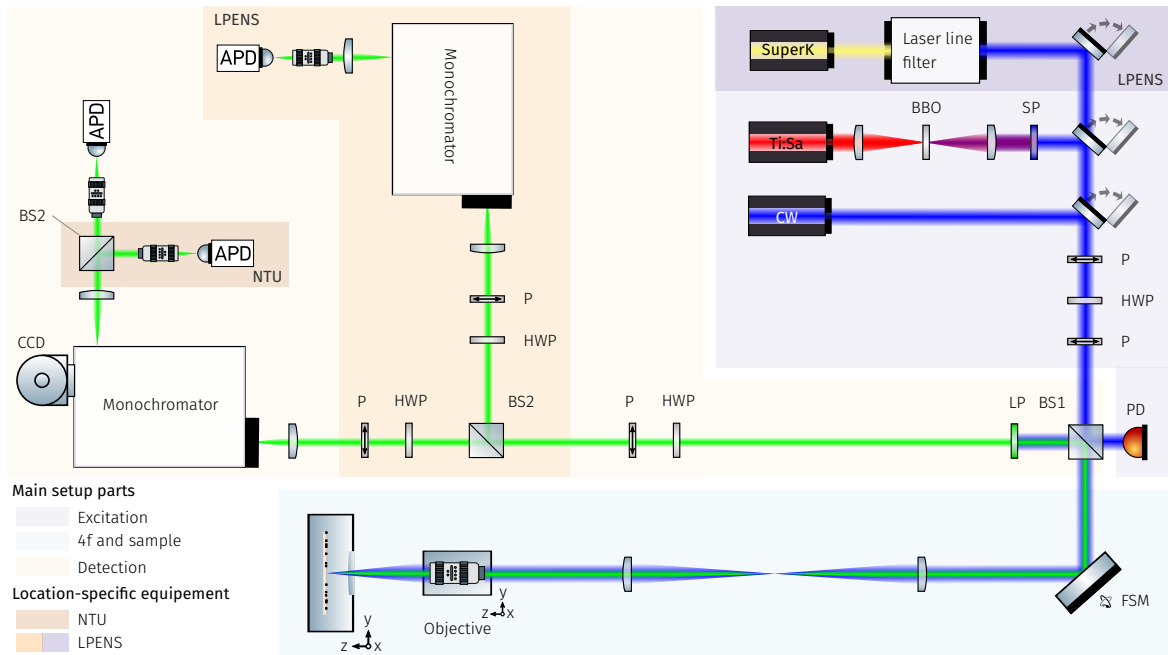 LPENS
APD
Monochromator
SuperK
Laser line
filter
LPENS
BBO
SP
Ti:Sa
APD
BS2
CW
APD
NTU
P
HWP
P
P
HWP
CCD
Monochromator
P
HWP
BS2
P
HWP
LP
BS1
PD
Main setup parts
Excitation
4f and sample
Detection
Location-specific equipement
NTU
LPENS
Objective
y
z
x
y
z
x
FSM